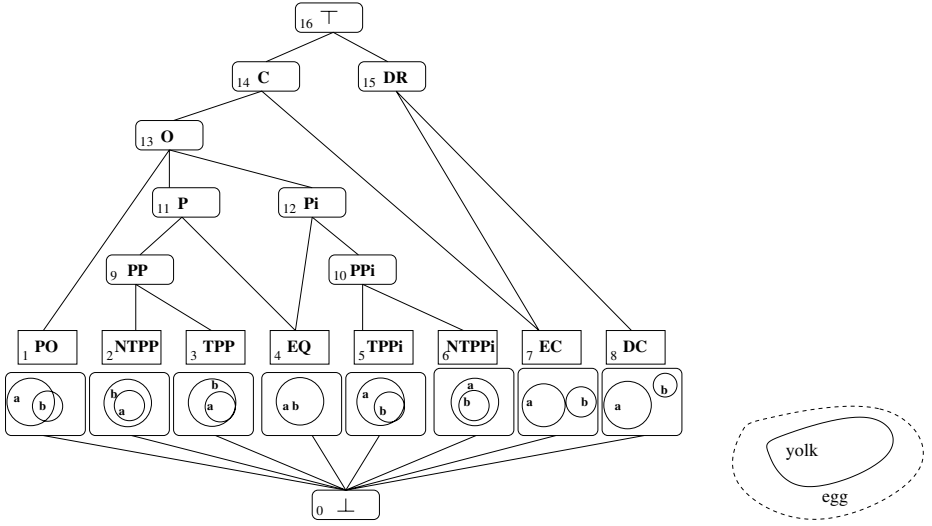 16 ⊤
14 C
15 DR
13 O
11 P
12 Pi
9 PP
10 PPi
1 PO
2 NTPP
3 TPP
4 EQ
5 TPPi
6 NTPPi
7 EC
8 DC
a b
b a
b a
a b
a b
a b
a b
a b
0 ⊥
yolk
egg